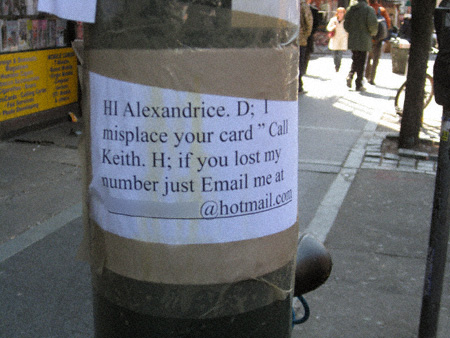 HI Alexandrice. D; I
misplace your card " Call
Keith. H; if you lost my
number just Email me at
@hotmail.com